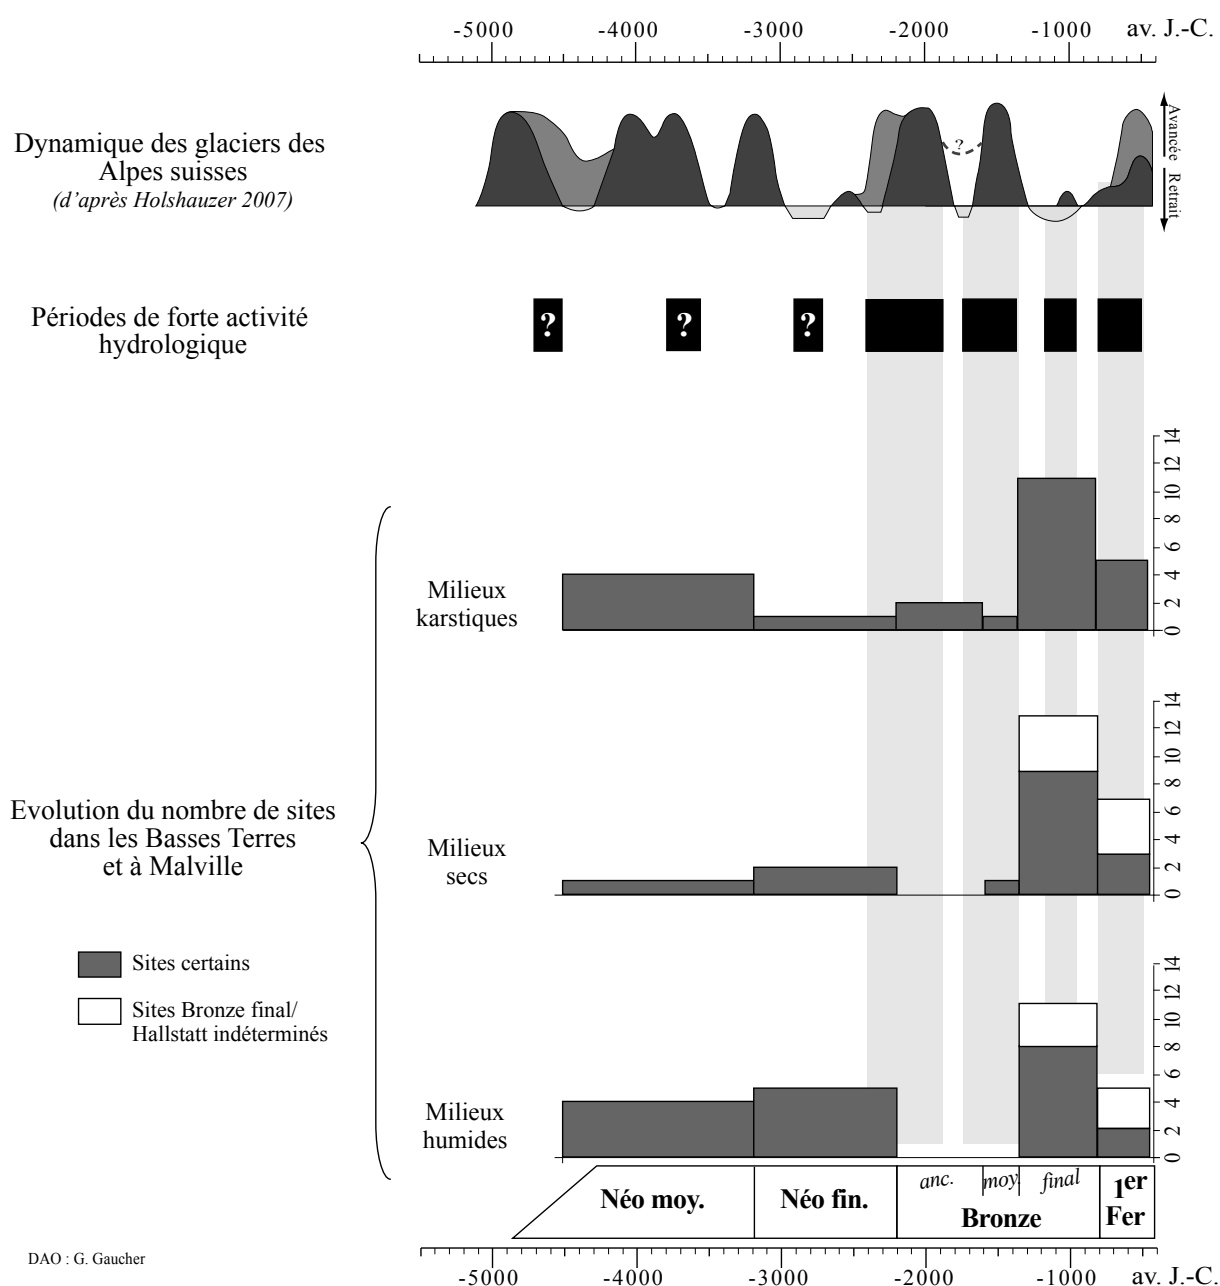 -5000 -4000 -3000 -2000 -1000 av. J.-C.
Dynamique des glaciers des
Alpes suisses
(d'après Holshauzer 2007)
?
Avancée
Retrait
Périodes de forte activité
hydrologique
? ? ?
Milieux
karstiques
0 2 4 6 8 10 12 14
Evolution du nombre de sites
dans les Basses Terres
et à Malville
Milieux
secs
0 2 4 6 8 10 12 14
Sites certains
Sites Bronze final/
Hallstatt indéterminés
Milieux
humides
0 2 4 6 8 10 12 14
Néo moy. Néo fin. anc. moy. final
Bronze
1er
Fer
DAO : G. Gaucher
-5000 -4000 -3000 -2000 -1000 av. J.-C.